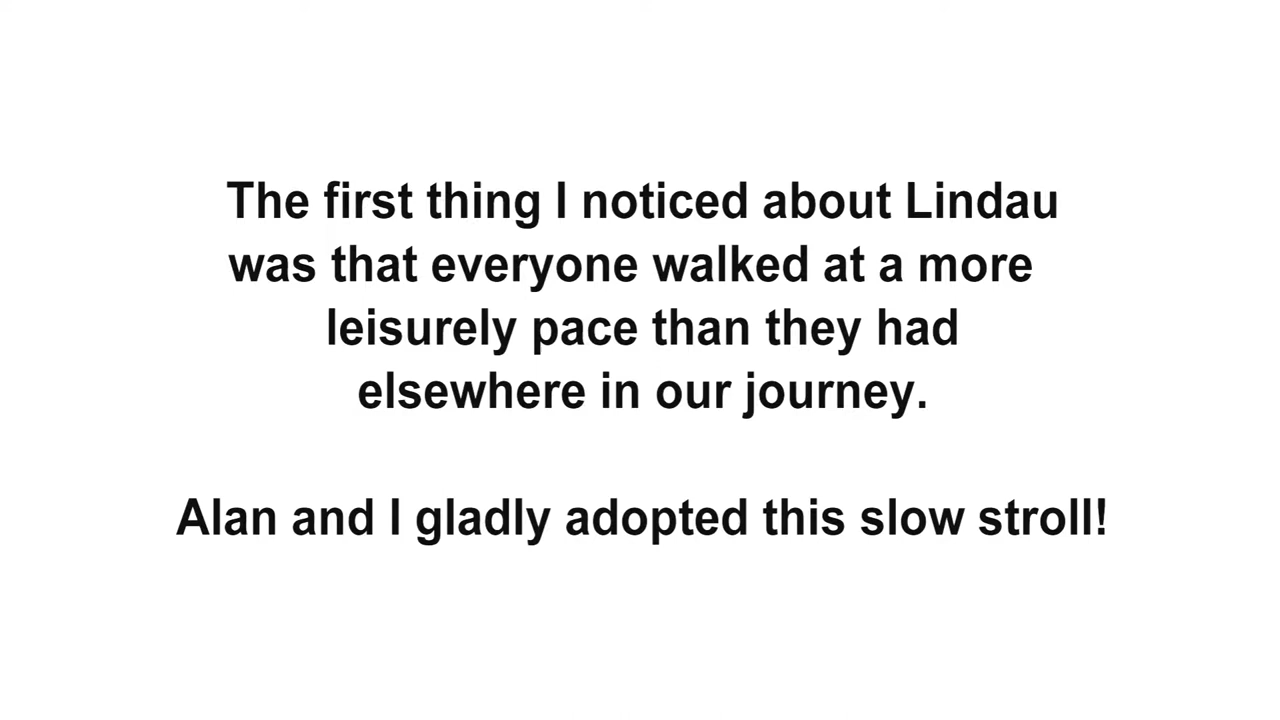 The first thing I noticed about Lindau
was that everyone walked at a more
leisurely pace than they had
elsewhere in our journey.
Alan and I gladly adopted this slow stroll!